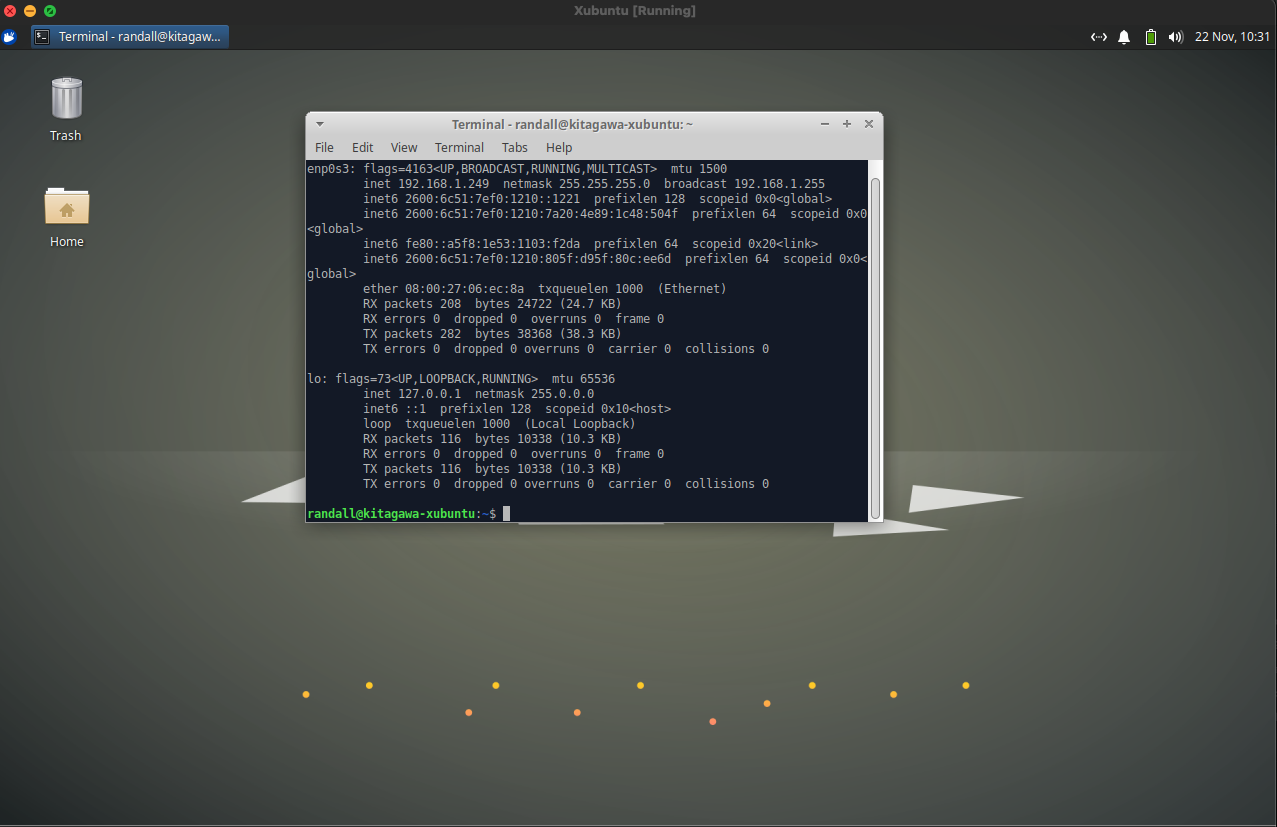 Xubuntu [Running]
Terminal - randall@kitagaw...
22 Nov, 10:31
Trash
Home
Terminal - randall@kitagawa-xubuntu: ~
File Edit View Terminal Tabs Help
enp0s3: flags=4163<UP,BROADCAST,RUNNING,MULTICAST>  mtu 1500
        inet 192.168.1.249  netmask 255.255.255.0  broadcast 192.168.1.255
        inet6 2600:6c51:7ef0:1210::1221  prefixlen 128  scopeid 0x0<global>
        inet6 2600:6c51:7ef0:1210:7a20:4e89:1c48:504f  prefixlen 64  scopeid 0x0
<global>
        inet6 fe80::a5f8:1e53:1103:f2da  prefixlen 64  scopeid 0x20<link>
        inet6 2600:6c51:7ef0:1210:805f:d95f:80c:ee6d  prefixlen 64  scopeid 0x0<
global>
        ether 08:00:27:06:ec:8a  txqueuelen 1000  (Ethernet)
        RX packets 208  bytes 24722 (24.7 KB)
        RX errors 0  dropped 0  overruns 0  frame 0
        TX packets 282  bytes 38368 (38.3 KB)
        TX errors 0  dropped 0 overruns 0  carrier 0  collisions 0
lo: flags=73<UP,LOOPBACK,RUNNING>  mtu 65536
        inet 127.0.0.1  netmask 255.0.0.0
        inet6 ::1  prefixlen 128  scopeid 0x10<host>
        loop  txqueuelen 1000  (Local Loopback)
        RX packets 116  bytes 10338 (10.3 KB)
        RX errors 0  dropped 0  overruns 0  frame 0
        TX packets 116  bytes 10338 (10.3 KB)
        TX errors 0  dropped 0 overruns 0  carrier 0  collisions 0
randall@kitagawa-xubuntu:~$